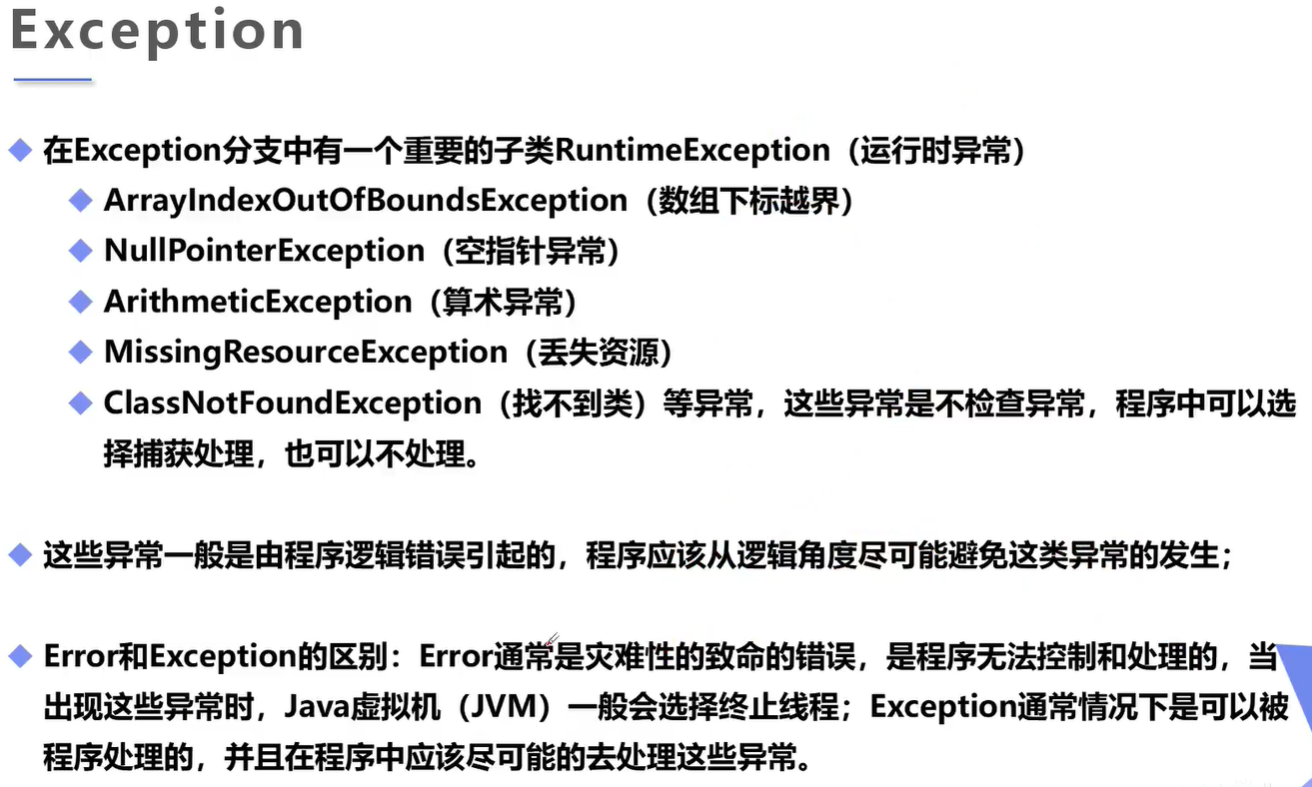 Exception
在Exception分支中有一个重要的子类RuntimeException（运行时异常）
ArrayIndexOutOfBoundsException（数组下标越界）
NullPointerException（空指针异常）
ArithmeticException（算术异常）
MissingResourceException（丢失资源）
ClassNotFoundException（找不到类）等异常，这些异常是不检查异常，程序中可以选
择捕获处理，也可以不处理。
这些异常一般是由程序逻辑错误引起的，程序应该从逻辑角度尽可能避免这类异常的发生；
Error和Exception的区别：Error通常是灾难性的致命的错误，是程序无法控制和处理的，当
出现这些异常时，Java虚拟机（JVM）一般会选择终止线程；Exception通常情况下是可以被
程序处理的，并且在程序中应该尽可能的去处理这些异常。